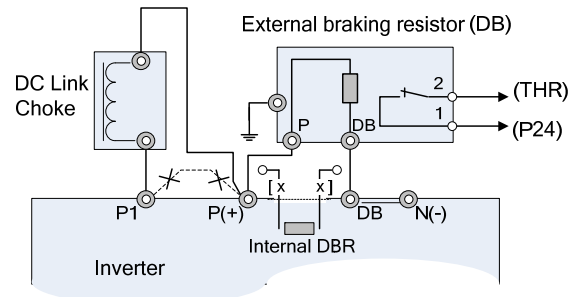 External braking resistor (DB)
DC Link
Choke
2
(THR)
1
(P24)
P
DB
[ x
x ]
P1
P(+)
DB
N(-)
Internal DBR
Inverter